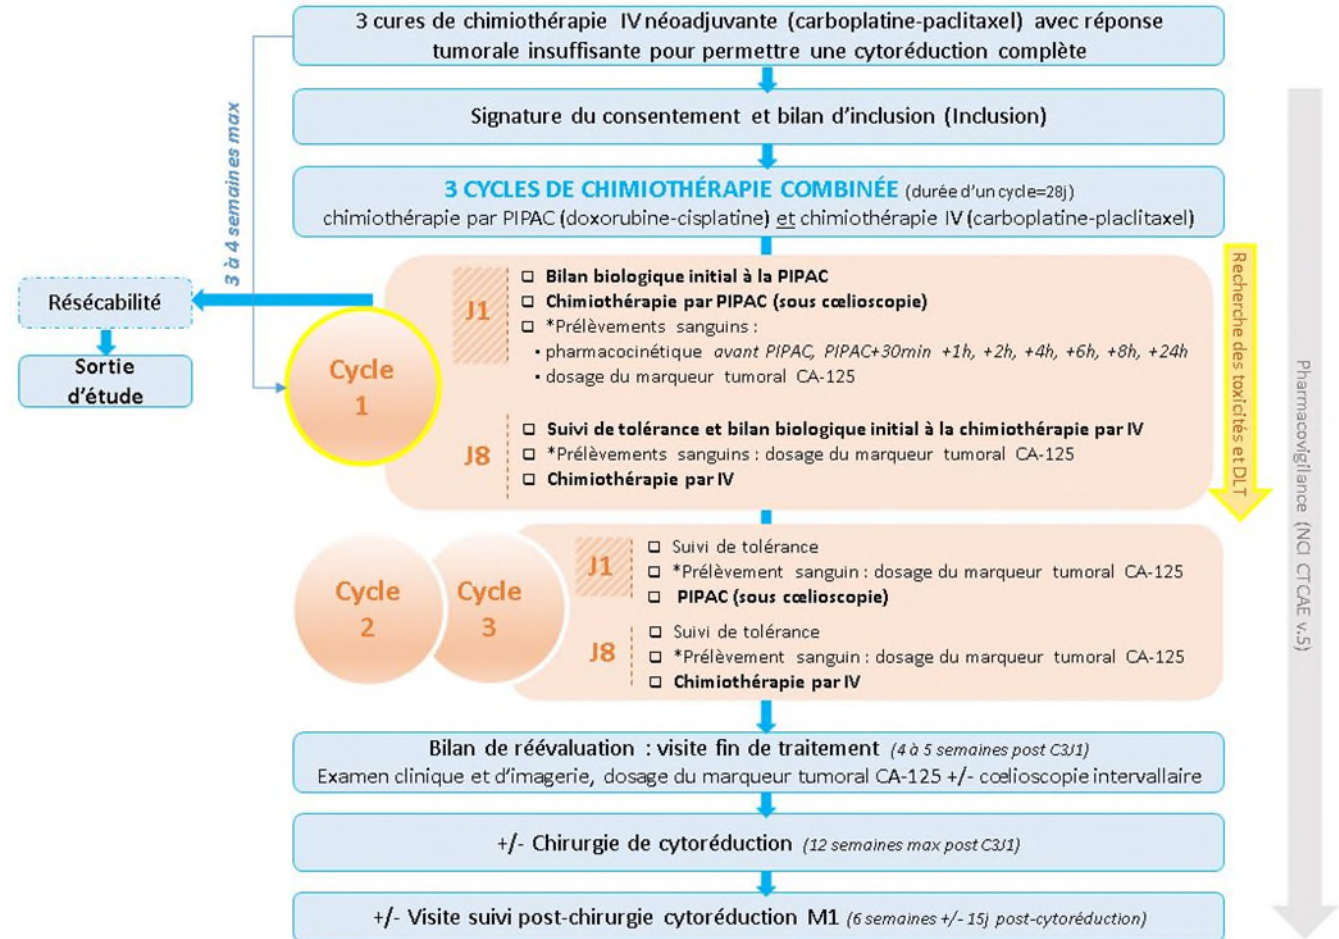 3 cures de chimiothérapie IV néoadjuvante (carboplatine-paclitaxel) avec réponse
tumorale insuffisante pour permettre une cytoréduction complète
Signature du consentement et bilan d'inclusion (Inclusion)
3 CYCLES DE CHIMIOTHÉRAPIE COMBINÉE (durée d'un cycle=28j)
chimiothérapie par PIPAC (doxorubine-cisplatine) et chimiothérapie IV (carboplatine-placlitaxel)
3 à 4 semaines max
Résécabilité
Sortie
d'étude
Cycle
1
J1
☐ Bilan biologique initial à la PIPAC
☐ Chimiothérapie par PIPAC (sous cœlioscopie)
☐ *Prélèvements sanguins :
▪ pharmacocinétique avant PIPAC, PIPAC+30min +1h, +2h, +4h, +6h, +8h, +24h
▪ dosage du marqueur tumoral CA-125
J8
☐ Suivi de tolérance et bilan biologique initial à la chimiothérapie par IV
☐ *Prélèvements sanguins : dosage du marqueur tumoral CA-125
☐ Chimiothérapie par IV
Recherche des toxicités et DLT
Pharmacovigilance (NCI CTCAE v.5)
Cycle
2
Cycle
3
J1
☐ Suivi de tolérance
☐ *Prélèvement sanguin : dosage du marqueur tumoral CA-125
☐ PIPAC (sous cœlioscopie)
J8
☐ Suivi de tolérance
☐ *Prélèvement sanguin : dosage du marqueur tumoral CA-125
☐ Chimiothérapie par IV
Bilan de réévaluation : visite fin de traitement (4 à 5 semaines post C3J1)
Examen clinique et d'imagerie, dosage du marqueur tumoral CA-125 +/- cœlioscopie intervallaire
+/- Chirurgie de cytoréduction (12 semaines max post C3J1)
+/- Visite suivi post-chirurgie cytoréduction M1 (6 semaines +/- 15j post-cytoréduction)